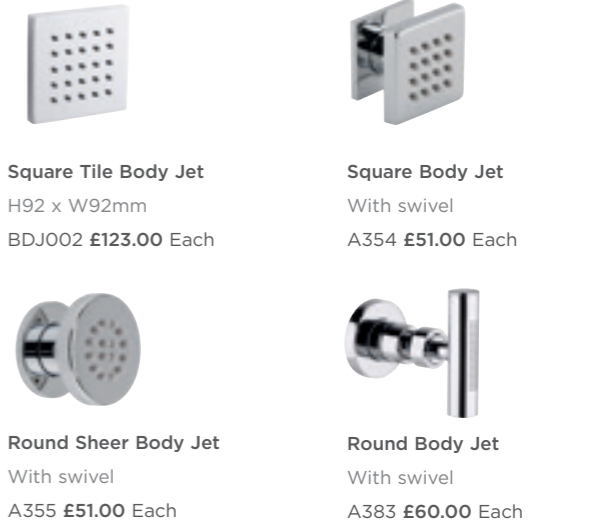 Square Tile Body Jet
H92 x W92mm
BDJ002 £123.00 Each
Square Body Jet
With swivel
A354 £51.00 Each
Round Sheer Body Jet
With swivel
A355 £51.00 Each
Round Body Jet
With swivel
A383 £60.00 Each